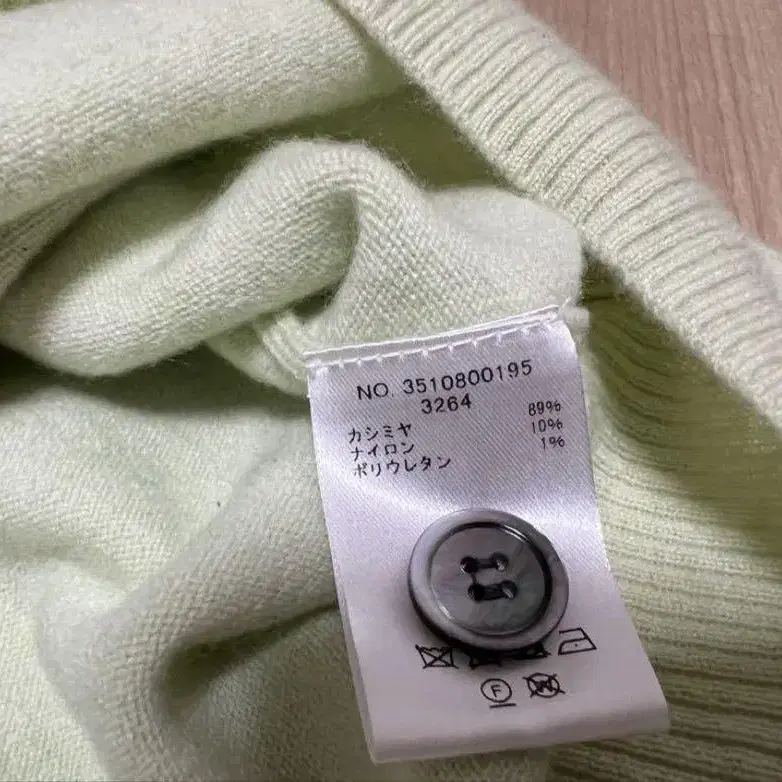 NO. 3510800195
3264
カシミヤ 89%
ナイロン 10%
ポリウレタン 1%
F
W